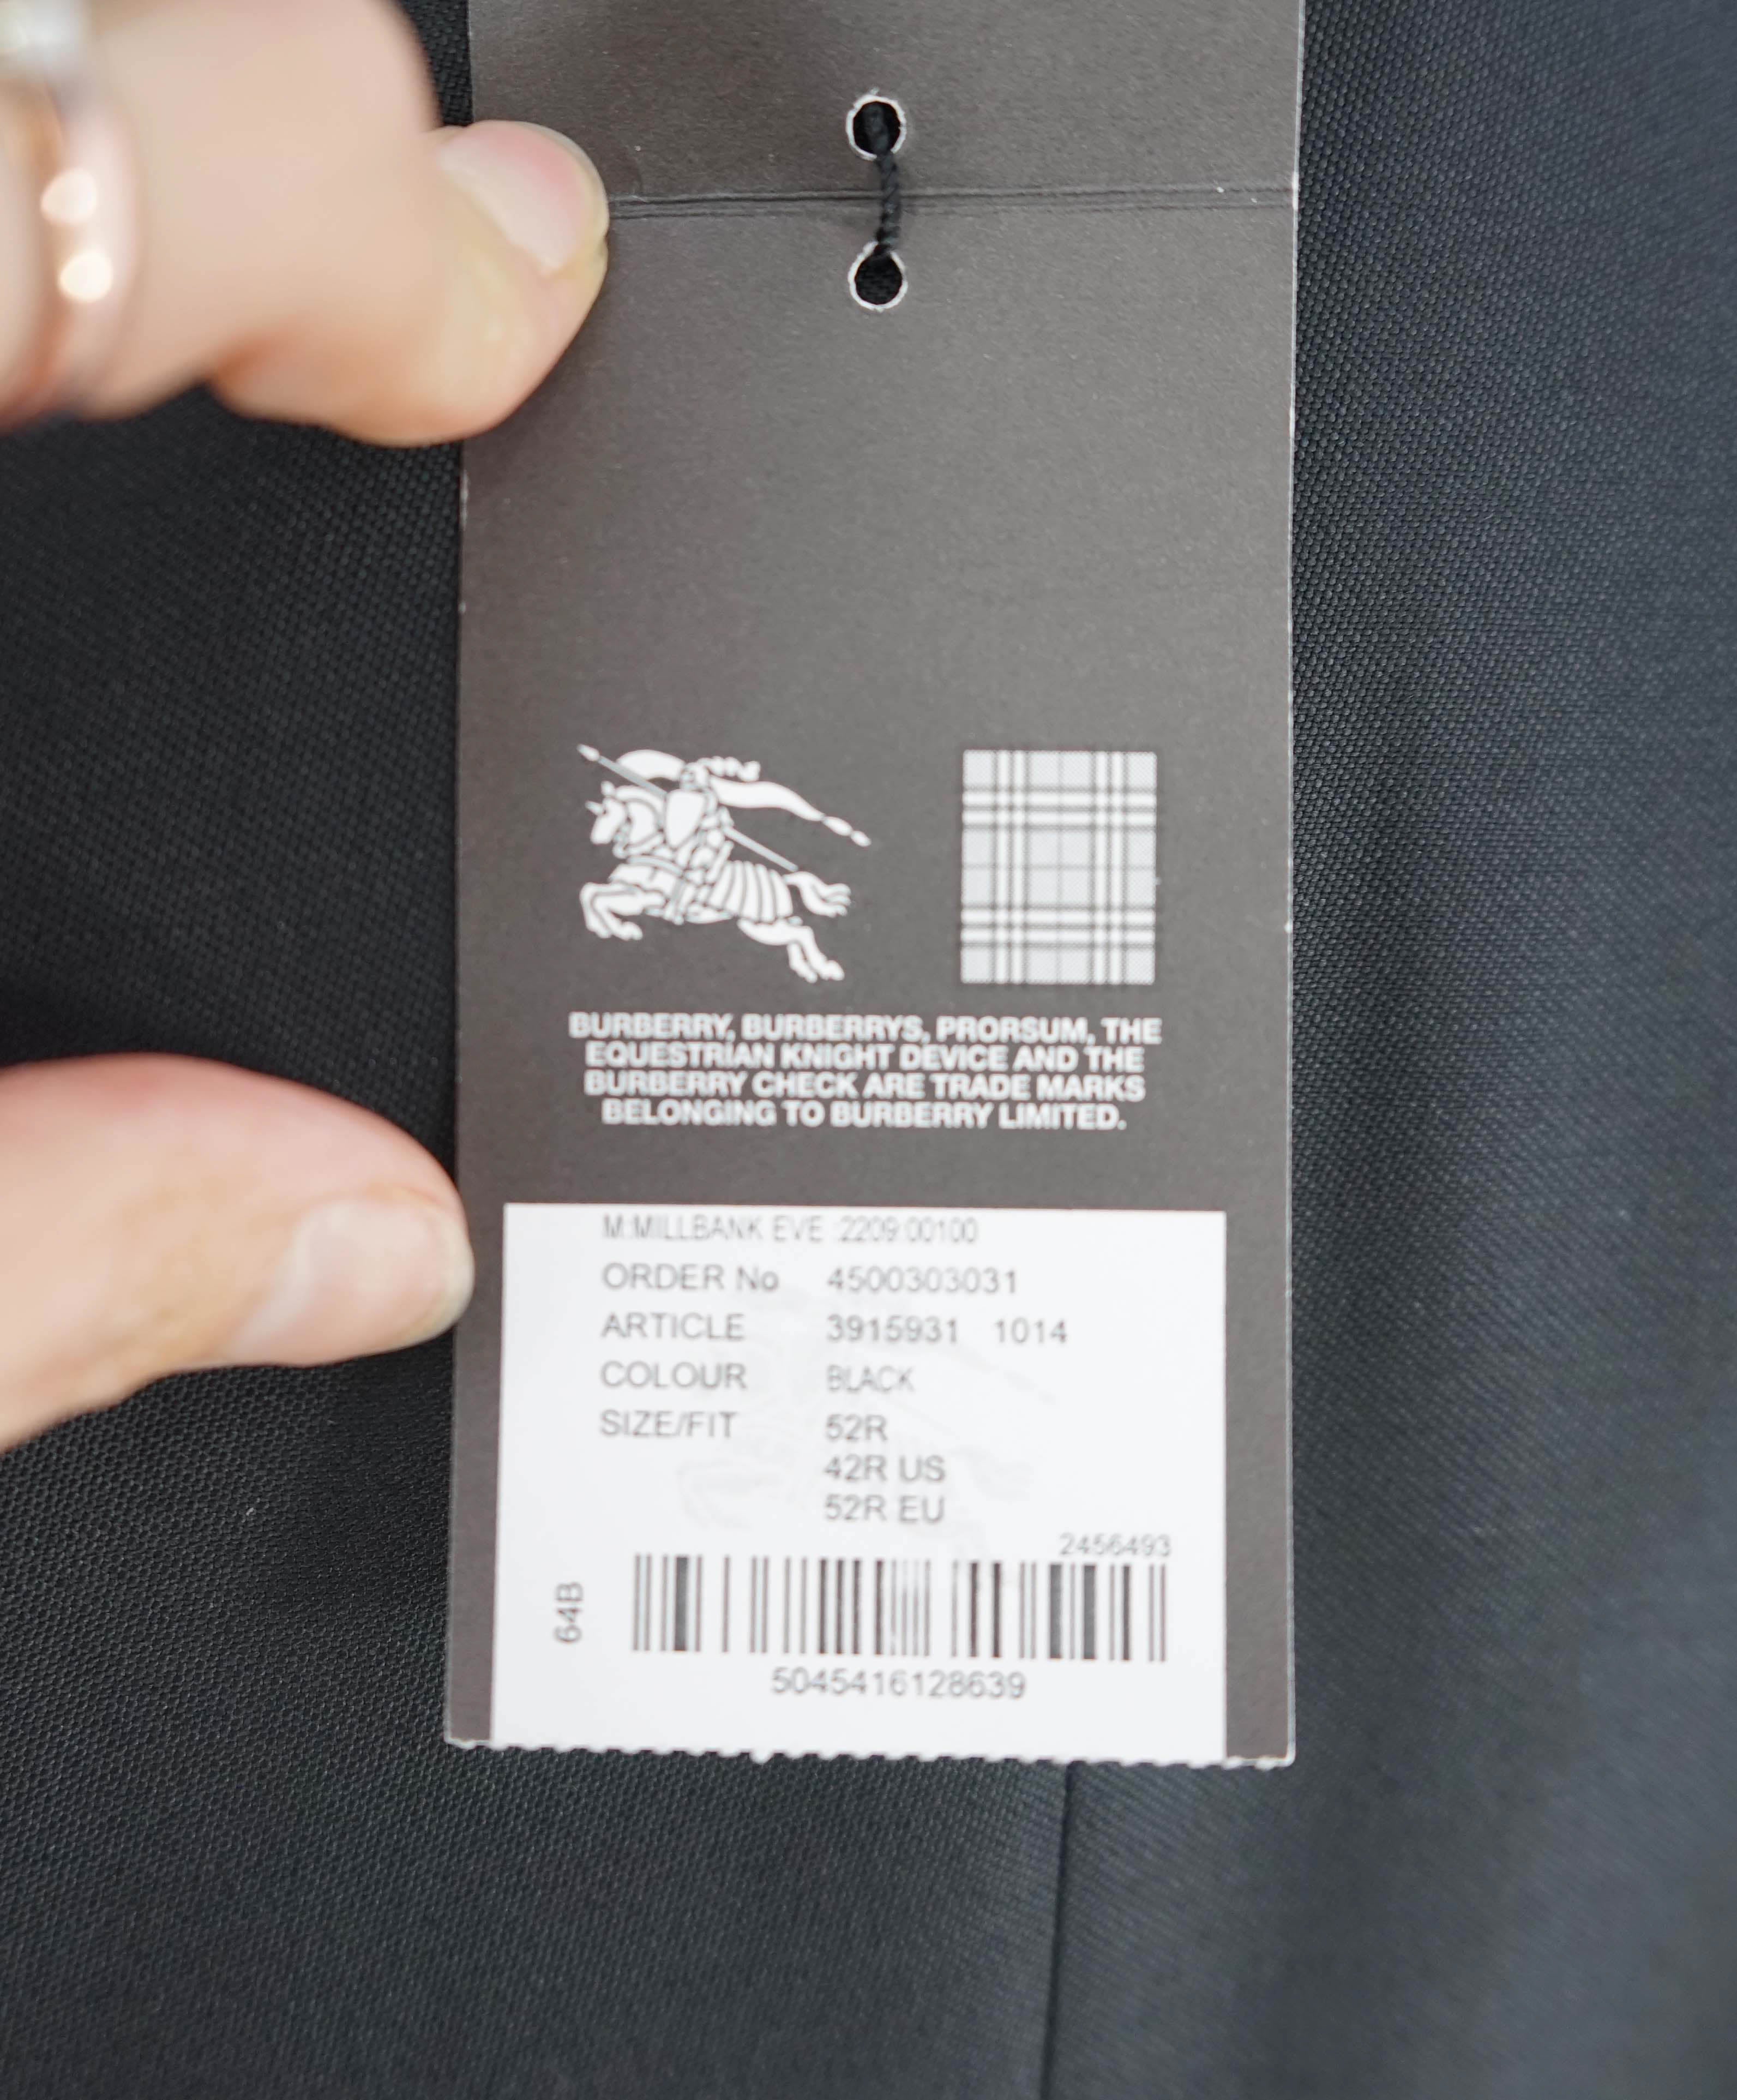 BURBERRY, BURBERRYS, PRORSUM, THE
EQUESTRIAN KNIGHT DEVICE AND THE
BURBERRY CHECK ARE TRADE MARKS
BELONGING TO BURBERRY LIMITED.
M:MILLBANK EVE :2209:00100
ORDER No 4500303031
ARTICLE 3915931 1014
COLOUR BLACK
SIZE/FIT 52R
42R US
52R EU
2456493
64B
5045416128639